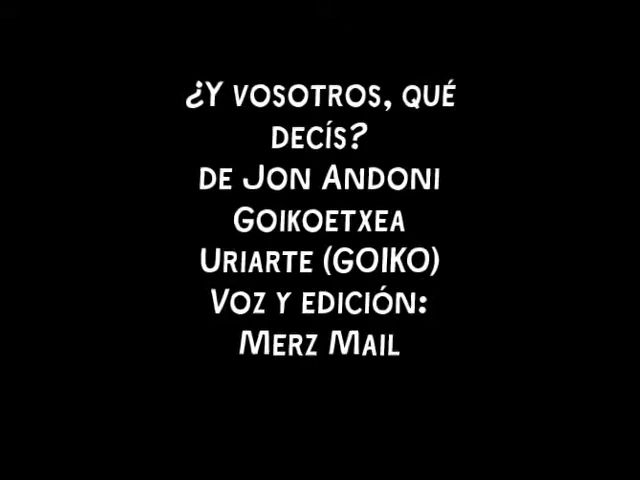 ¿Y vosotros, qué
decís?
de Jon Andoni
Goikoetxea
Uriarte (GOIKO)
Voz y edición:
Merz Mail